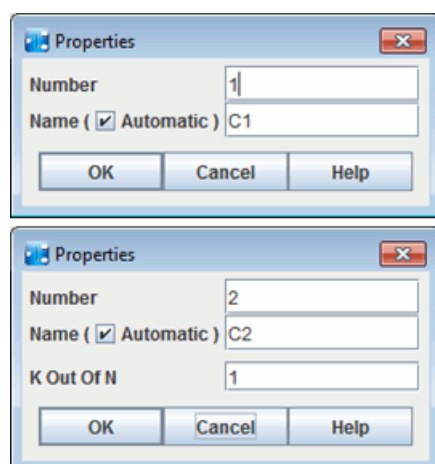 Properties
Number 1
Name ( Automatic ) C1
OK Cancel Help
Properties
Number 2
Name ( Automatic ) C2
K Out Of N 1
OK Cancel Help